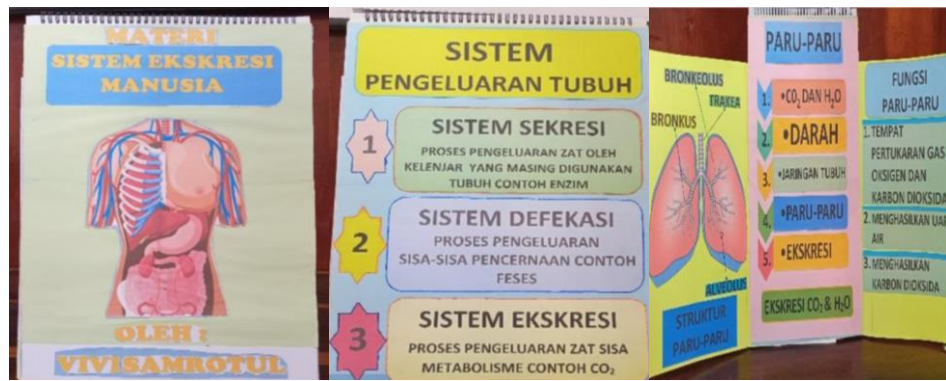 MATERI
SISTEM EKSKRESI
MANUSIA
OLEH :
VIVI SAMROTUL
SISTEM
PENGELUARAN TUBUH
1
SISTEM SEKRESI
PROSES PENGELUARAN ZAT OLEH
KELENJAR YANG MASING DIGUNAKAN
TUBUH CONTOH ENZIM
2
SISTEM DEFEKASI
PROSES PENGELUARAN
SISA-SISA PENCERNAAN CONTOH
FESES
3
SISTEM EKSKRESI
PROSES PENGELUARAN ZAT SISA
METABOLISME CONTOH CO₂
BRONKEOLUS
TRAKEA
BRONKUS
ALVEOLUS
STRUKTUR
PARU-PARU
PARU-PARU
1. •CO₂ DAN H₂O
2. •DARAH
3. •JARINGAN TUBUH
4. •PARU-PARU
5. •EKSKRESI
EKSKRESI CO₂ & H₂O
FUNGSI
PARU-PARU
1. TEMPAT
PERTUKARAN GAS
OKSIGEN DAN
KARBON DIOKSIDA
2. MENGHASILKAN UA
AIR
3. MENGHASILKAN
KARBON DIOKSIDA